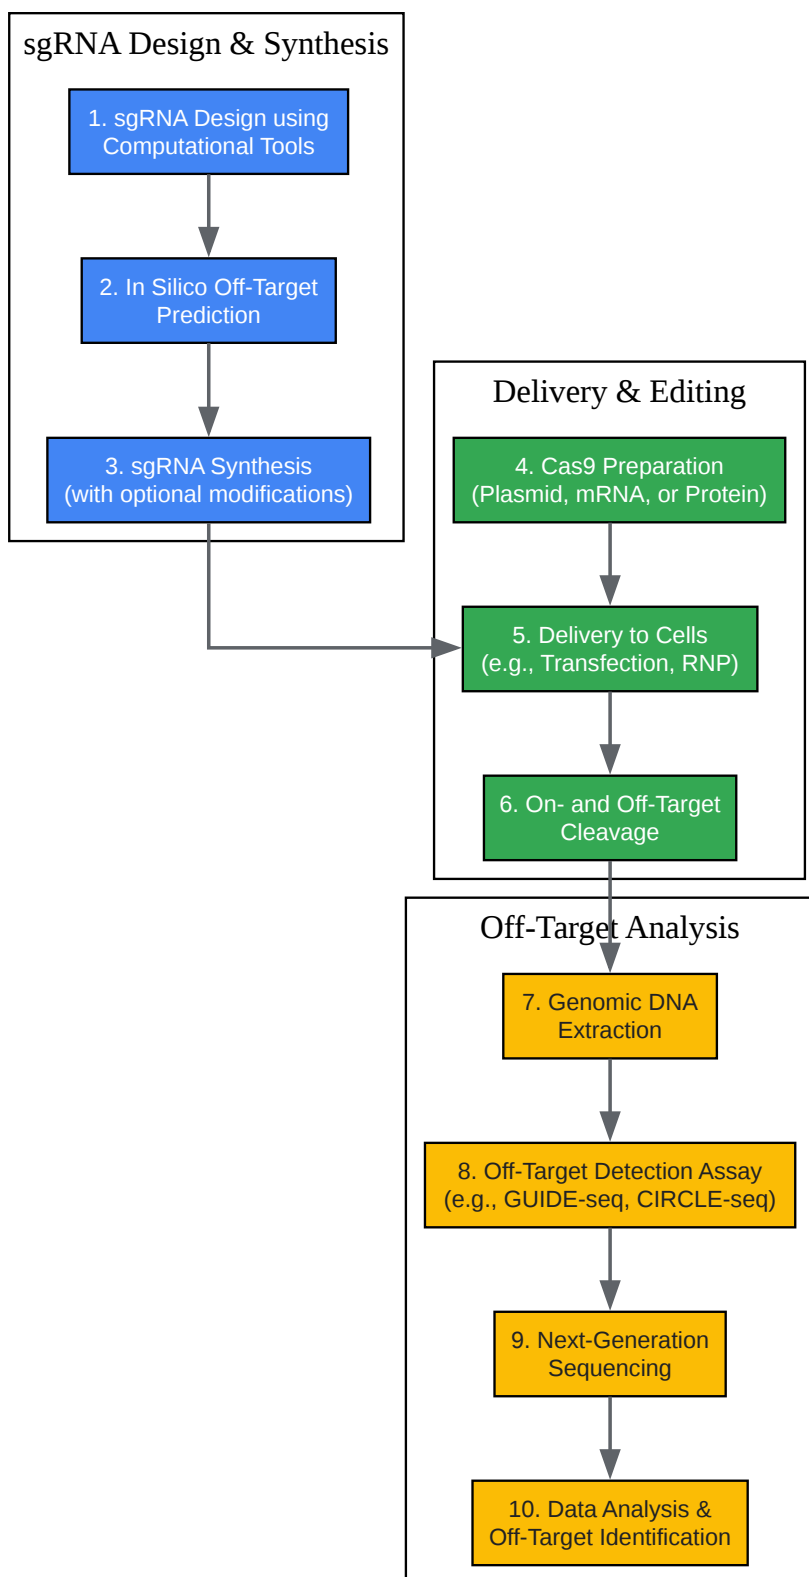 sgRNA Design & Synthesis
1. sgRNA Design using
Computational Tools
2. In Silico Off-Target
Prediction
3. sgRNA Synthesis
(with optional modifications)
Delivery & Editing
4. Cas9 Preparation
(Plasmid, mRNA, or Protein)
5. Delivery to Cells
(e.g., Transfection, RNP)
6. On- and Off-Target
Cleavage
Off-Target Analysis
7. Genomic DNA
Extraction
8. Off-Target Detection Assay
(e.g., GUIDE-seq, CIRCLE-seq)
9. Next-Generation
Sequencing
10. Data Analysis &
Off-Target Identification